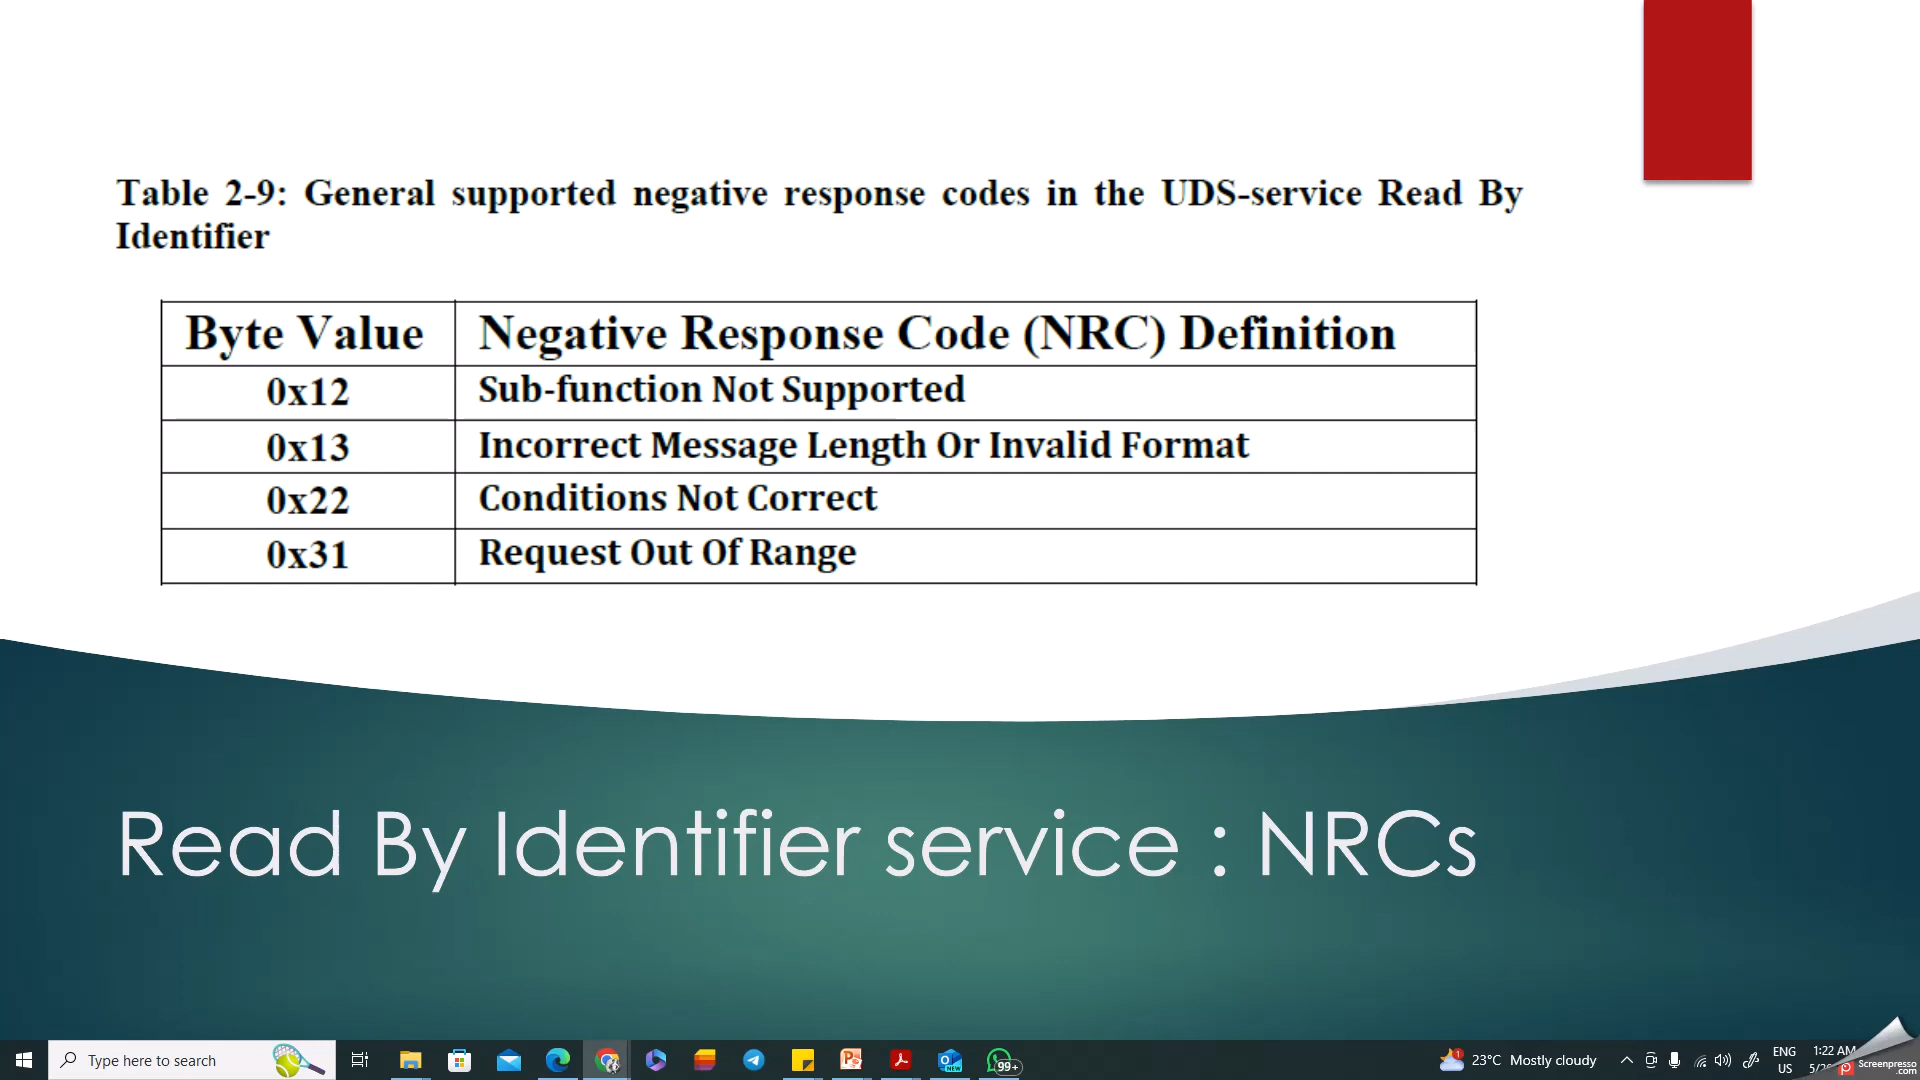 Table 2-9: General supported negative response codes in the UDS-service Read By
Identifier
Byte Value Negative Response Code (NRC) Definition
0x12 Sub-function Not Supported
0x13 Incorrect Message Length Or Invalid Format
0x22 Conditions Not Correct
0x31 Request Out Of Range
Read By Identifier service : NRCs
Type here to search
99+
23°C Mostly cloudy
ENG
US
1:22 AM
Screenpresso
.com